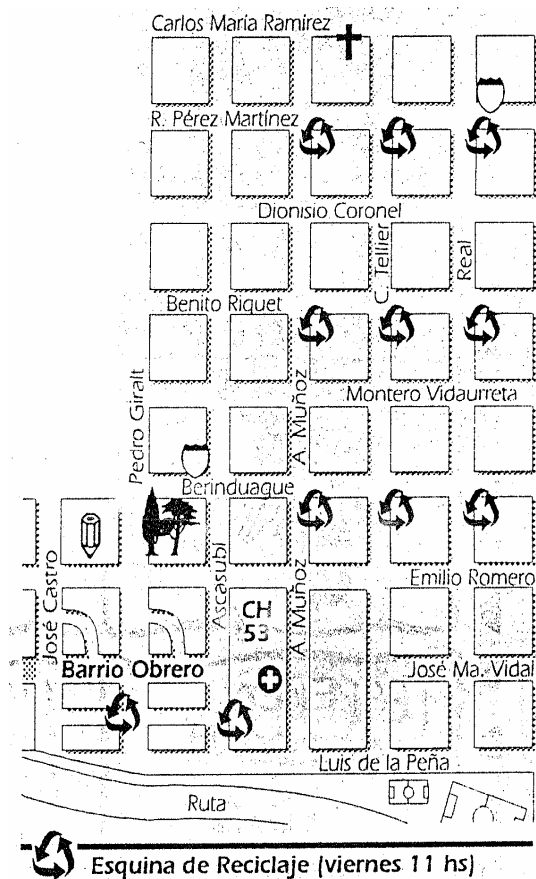 Carlos María Ramirez
R. Pérez Martínez
Dionisio Coronel
C. Tellier
Real
Benito Riquet
Pedro Giralt
A. Muñoz
Montero Vidaurreta
Berinduague
José Castro
Ascasubi
A. Muñoz
Emilio Romero
CH
53
Barrio Obrero
José Ma. Vidal
Luis de la Peña
Ruta
Esquina de Reciclaje (viernes 11 hs)